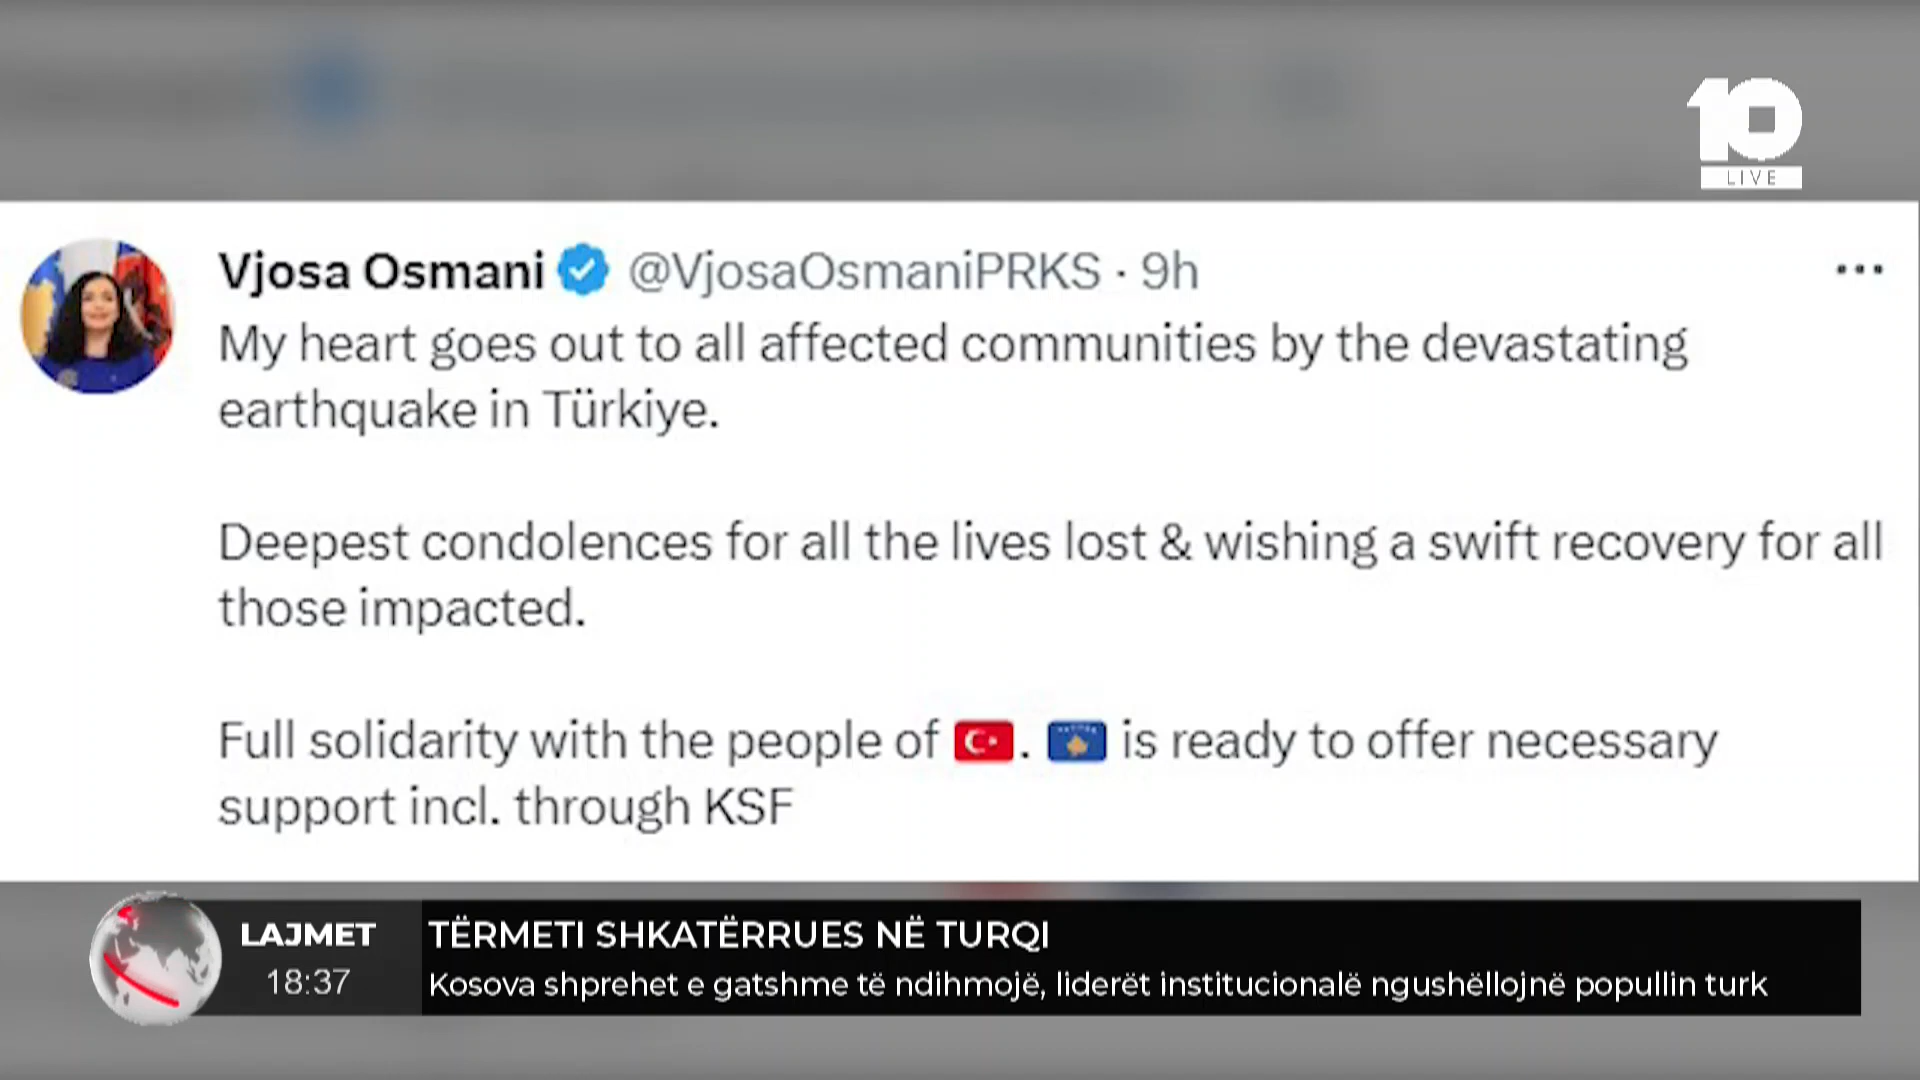 10
LIVE
Vjosa Osmani @VjosaOsmaniPRKS · 9h
My heart goes out to all affected communities by the devastating
earthquake in Türkiye.
Deepest condolences for all the lives lost & wishing a swift recovery for all
those impacted.
Full solidarity with the people of 🇹🇷. 🇽🇰 is ready to offer necessary
support incl. through KSF
LAJMET
18:37
TËRMETI SHKATËRRUES NË TURQI
Kosova shprehet e gatshme të ndihmojë, liderët institucionalë ngushëllojnë popullin turk